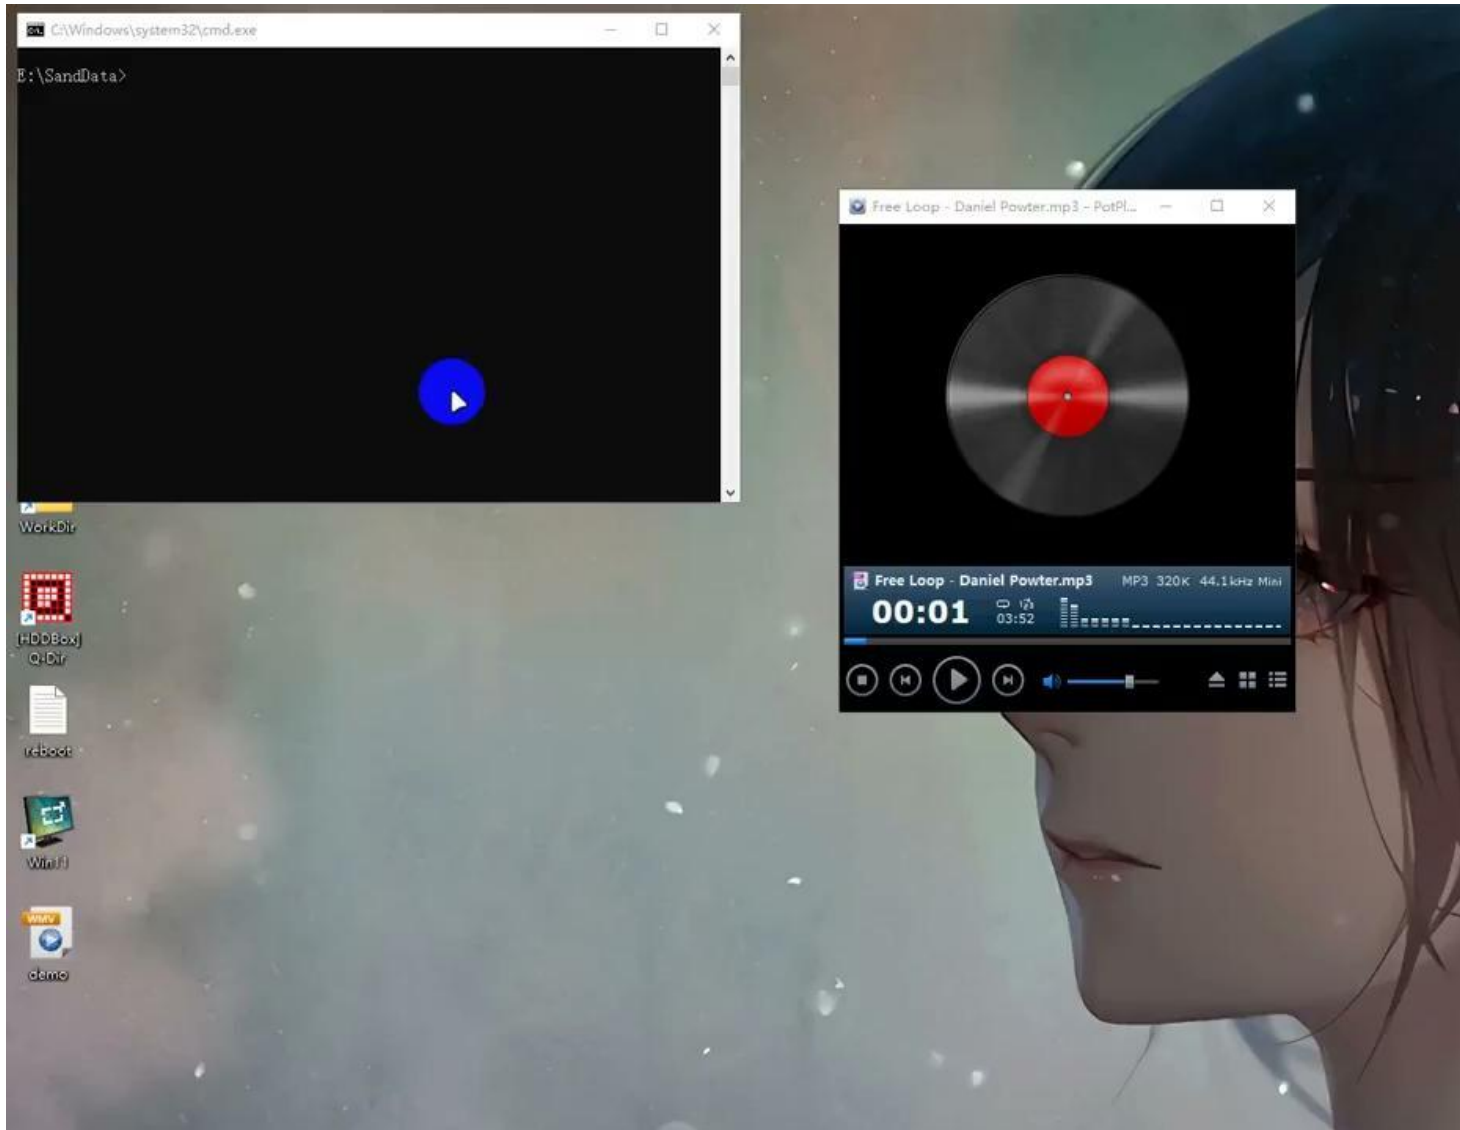 C:\Windows\system32\cmd.exe
E:\SandData>
Free Loop - Daniel Powter.mp3 - PotPl...
Free Loop - Daniel Powter.mp3 MP3 320K 44.1kHz Mini
00:01
03:52
WorkDir
[HDDBox]
Q-Dir
reboot
Win11
WMV
demo